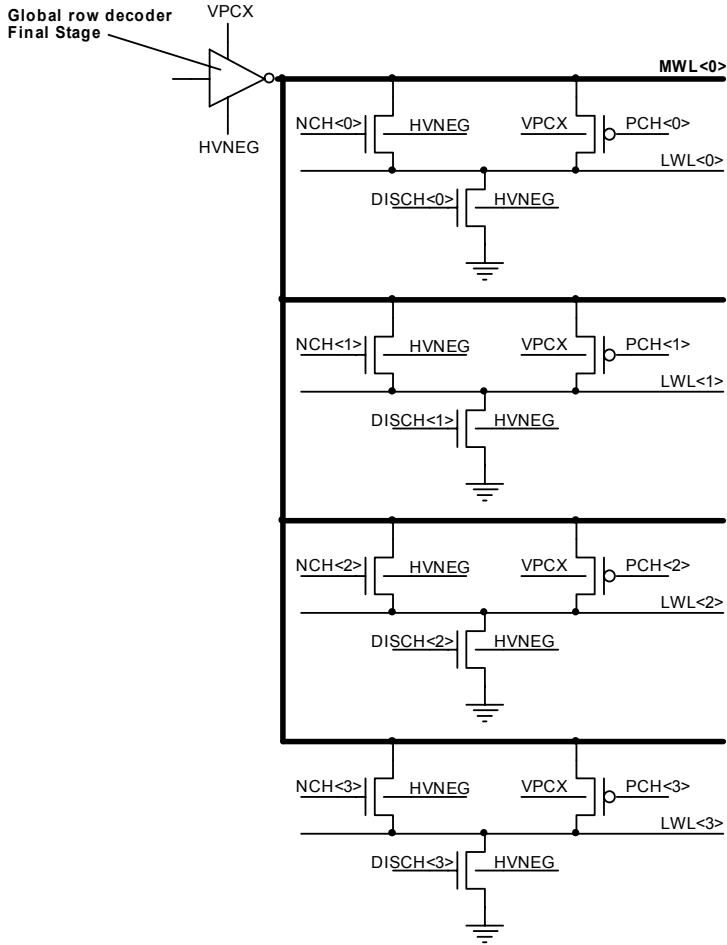 Global row decoder
Final Stage
VPCX
HVNEG
MWL<0>
NCH<0>
HVNEG
VPCX
PCH<0>
LWL<0>
DISCH<0>
HVNEG
NCH<1>
HVNEG
VPCX
PCH<1>
LWL<1>
DISCH<1>
HVNEG
NCH<2>
HVNEG
VPCX
PCH<2>
LWL<2>
DISCH<2>
HVNEG
NCH<3>
HVNEG
VPCX
PCH<3>
LWL<3>
DISCH<3>
HVNEG